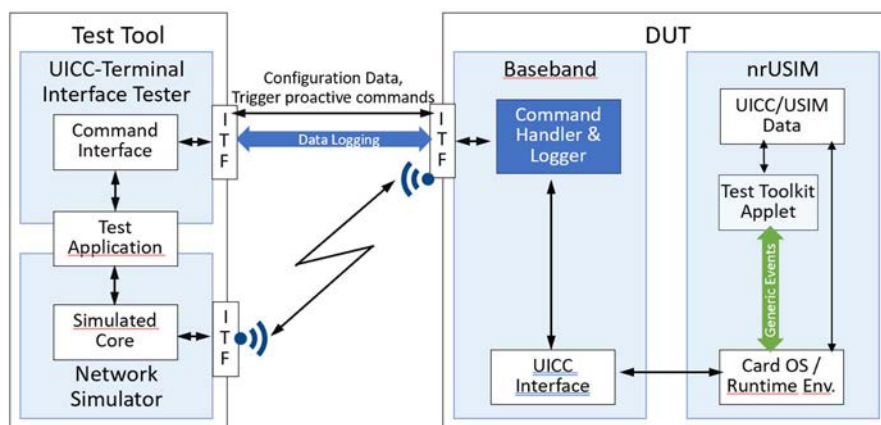 Test Tool
UICC-Terminal
Interface Tester
Command
Interface
I
T
F
Test
Application
Simulated
Core
I
T
F
Network
Simulator
Configuration Data,
Trigger proactive commands
Data Logging
DUT
I
T
F
Baseband
Command
Handler &
Logger
UICC
Interface
nrUSIM
UICC/USIM
Data
Test Toolkit
Applet
Generic Events
Card OS /
Runtime Env.